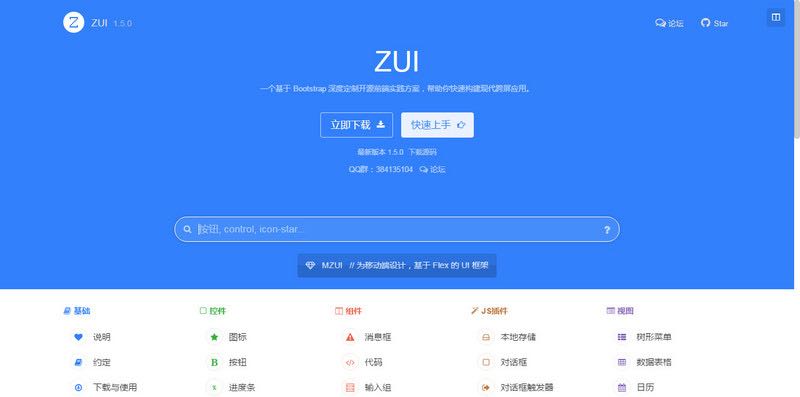 ZUI 1.5.0 论坛 Star
ZUI
一个基于 Bootstrap 深度定制开源前端实践方案，帮助你快速构建现代跨屏应用。
立即下载 快速上手
最新版本 1.5.0 下载源码
QQ群：384135104 论坛
按钮, control, icon-star... ?
MZUI // 为移动端设计，基于 Flex 的 UI 框架
基础 控件 组件 JS插件 视图
说明 图标 消息框 本地存储 树形菜单
约定 B 按钮 代码 对话框 数据表格
下载与使用 进度条 输入组 对话框触发器 日历